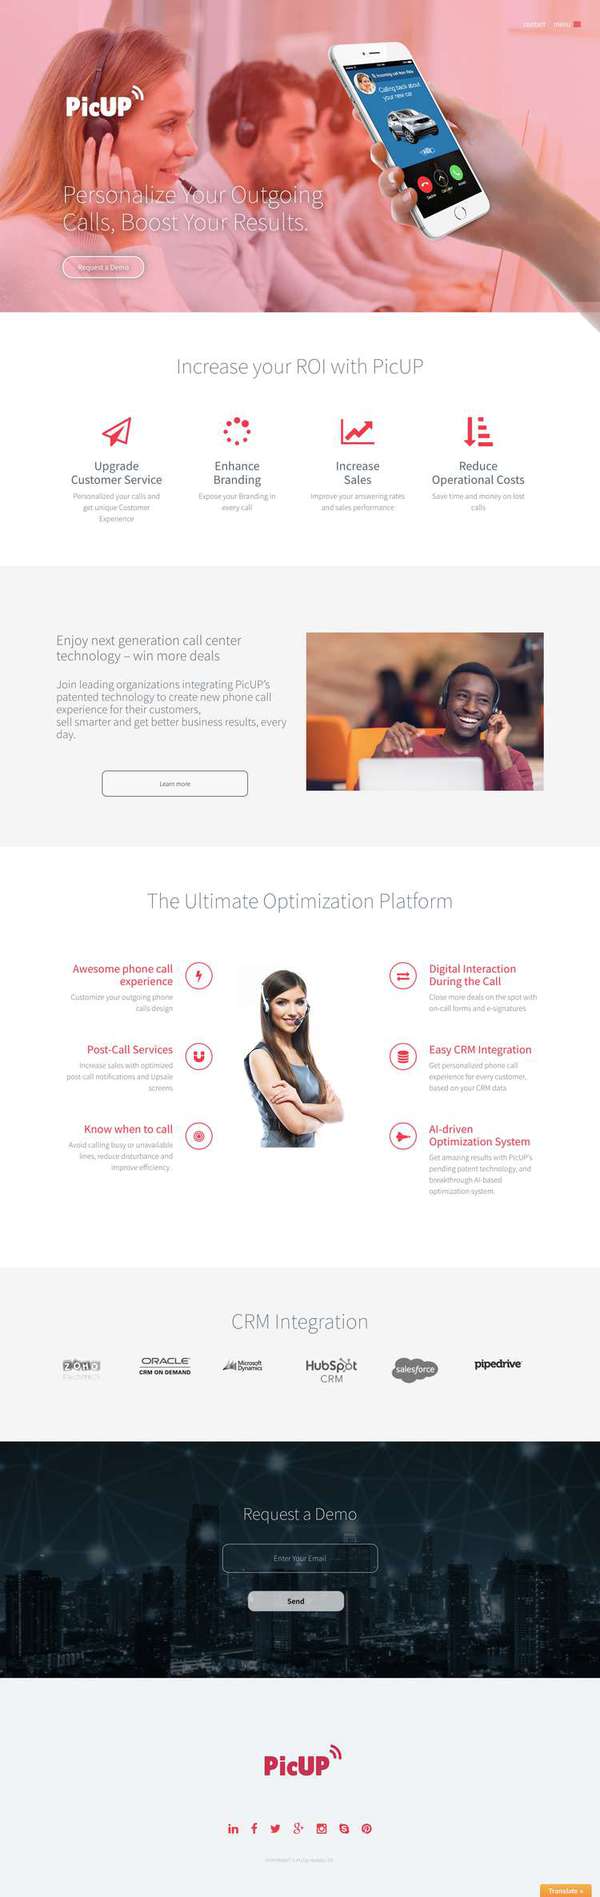 contact
menu
PicUP
Calling back about
your new car
Personalize Your Outgoing
Calls, Boost Your Results.
Request a Demo
Increase your ROI with PicUP
Upgrade
Customer Service
Personalized your calls and
get unique Customer
Experience
Enhance
Branding
Expose your Branding in
every call
Increase
Sales
Improve your answering rates
and sales performance
Reduce
Operational Costs
Save time and money on lost
calls
Enjoy next generation call center
technology – win more deals
Join leading organizations integrating PicUP's
patented technology to create new phone call
experience for their customers,
sell smarter and get better business results, every
day.
Learn more
The Ultimate Optimization Platform
Awesome phone call
experience
Customize your outgoing phone
calls design
Post-Call Services
Increase sales with optimized
post-call notifications and Upsale
screens
Know when to call
Avoid calling busy or unavailable
lines, reduce disturbance and
improve efficiency.
Digital Interaction
During the Call
Close more deals on the spot with
on-call forms and e-signatures
Easy CRM Integration
Get personalized phone call
experience for every customer,
based on your CRM data
AI-driven
Optimization System
Get amazing results with PicUP's
pending patent technology, and
breakthrough AI-based
optimization system.
CRM Integration
ZOHO
ORACLE
CRM ON DEMAND
Microsoft
Dynamics
HubSpot
CRM
salesforce
pipedrive
Request a Demo
Enter Your Email
Send
PicUP
Translate »